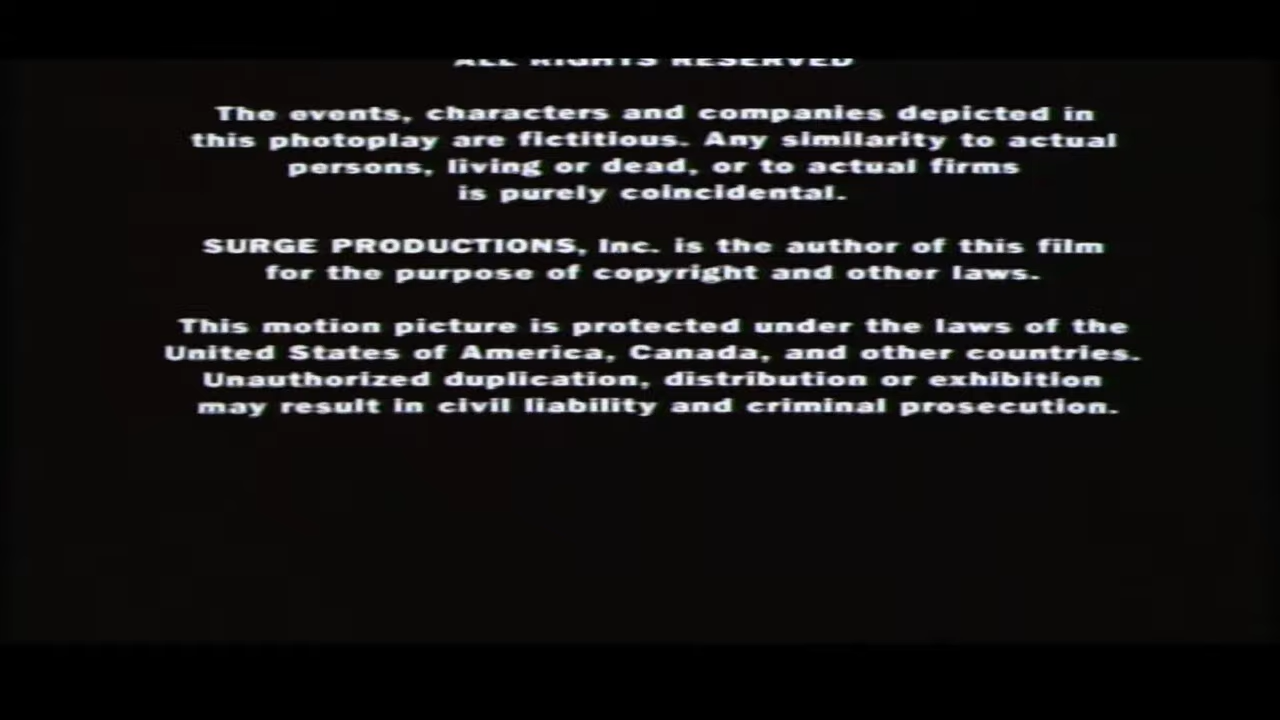 ALL RIGHTS RESERVED
The events, characters and companies depicted in
this photoplay are fictitious. Any similarity to actual
persons, living or dead, or to actual firms
is purely coincidental.
SURGE PRODUCTIONS, Inc. is the author of this film
for the purpose of copyright and other laws.
This motion picture is protected under the laws of the
United States of America, Canada, and other countries.
Unauthorized duplication, distribution or exhibition
may result in civil liability and criminal prosecution.